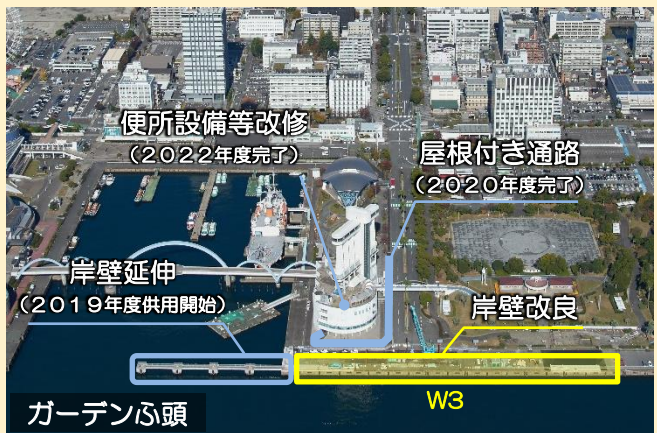 便所設備等改修
（２０２２年度完了）
屋根付き通路
（２０２０年度完了）
岸壁延伸
（２０１９年度供用開始）
岸壁改良
W3
ガーデンふ頭